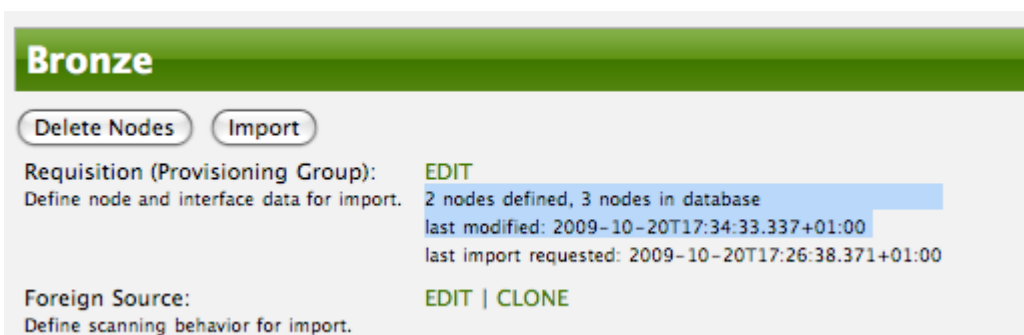 Bronze
Delete Nodes Import
Requisition (Provisioning Group): EDIT
Define node and interface data for import. 2 nodes defined, 3 nodes in database
last modified: 2009-10-20T17:34:33.337+01:00
last import requested: 2009-10-20T17:26:38.371+01:00
Foreign Source: EDIT | CLONE
Define scanning behavior for import.